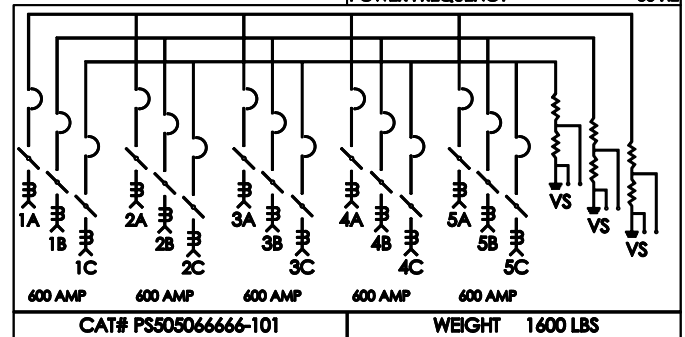 1A 2A 3A 4A 5A VS
1B 2B 3B 4B 5B VS
1C 2C 3C 4C 5C VS
600 AMP 600 AMP 600 AMP 600 AMP 600 AMP
CAT# PS505066666-101 WEIGHT 1600 LBS